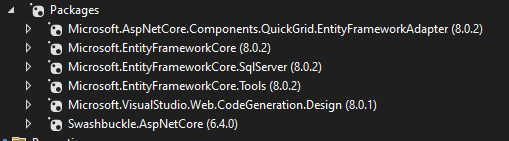 Packages
Microsoft.AspNetCore.Components.QuickGrid.EntityFrameworkAdapter (8.0.2)
Microsoft.EntityFrameworkCore (8.0.2)
Microsoft.EntityFrameworkCore.SqlServer (8.0.2)
Microsoft.EntityFrameworkCore.Tools (8.0.2)
Microsoft.VisualStudio.Web.CodeGeneration.Design (8.0.1)
Swashbuckle.AspNetCore (6.4.0)